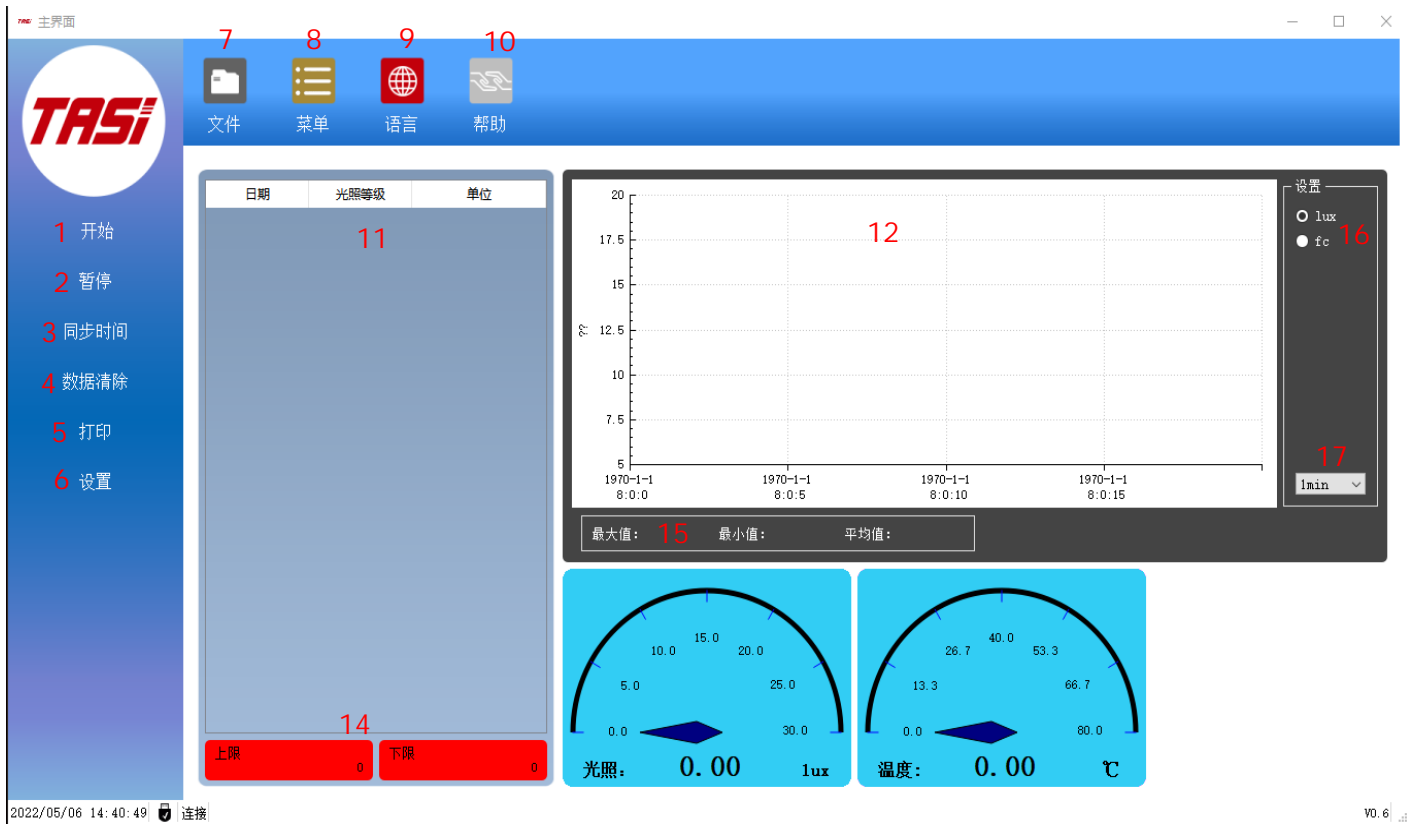 TASI 主界面
7 8 9 10
TASI
文件 菜单 语言 帮助
1 开始
2 暂停
3 同步时间
4 数据清除
5 打印
6 设置
日期 光照等级 单位
11
14
上限 0
下限 0
12
20
17.5
15
12.5
10
7.5
5
??
1970-1-1 1970-1-1 1970-1-1 1970-1-1
8:0:0 8:0:5 8:0:10 8:0:15
设置
lux
fc
16
17
1min
最大值: 15 最小值: 平均值:
0.0 5.0 10.0 15.0 20.0 25.0 30.0
光照: 0.00 lux
0.0 13.3 26.7 40.0 53.3 66.7 80.0
温度: 0.00 ℃
2022/05/06 14:40:49 连接 V0.6